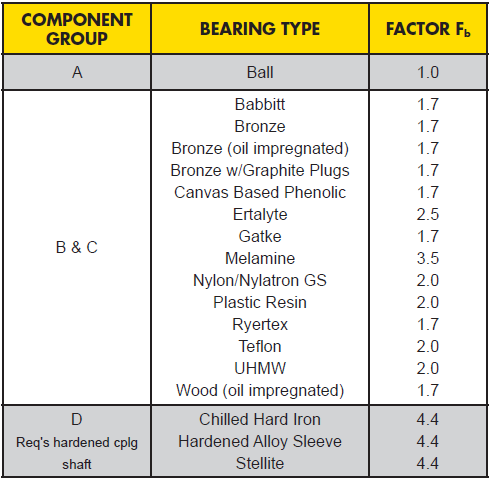 COMPONENT GROUP BEARING TYPE FACTOR Fb
A Ball 1.0
Babbitt 1.7
Bronze 1.7
Bronze (oil impregnated) 1.7
Bronze w/Graphite Plugs 1.7
Canvas Based Phenolic 1.7
Ertalyte 2.5
B & C Gatke 1.7
Melamine 3.5
Nylon/Nylatron GS 2.0
Plastic Resin 2.0
Ryertex 1.7
Teflon 2.0
UHMW 2.0
Wood (oil impregnated) 1.7
D Chilled Hard Iron 4.4
Req's hardened cplg Hardened Alloy Sleeve 4.4
shaft Stellite 4.4